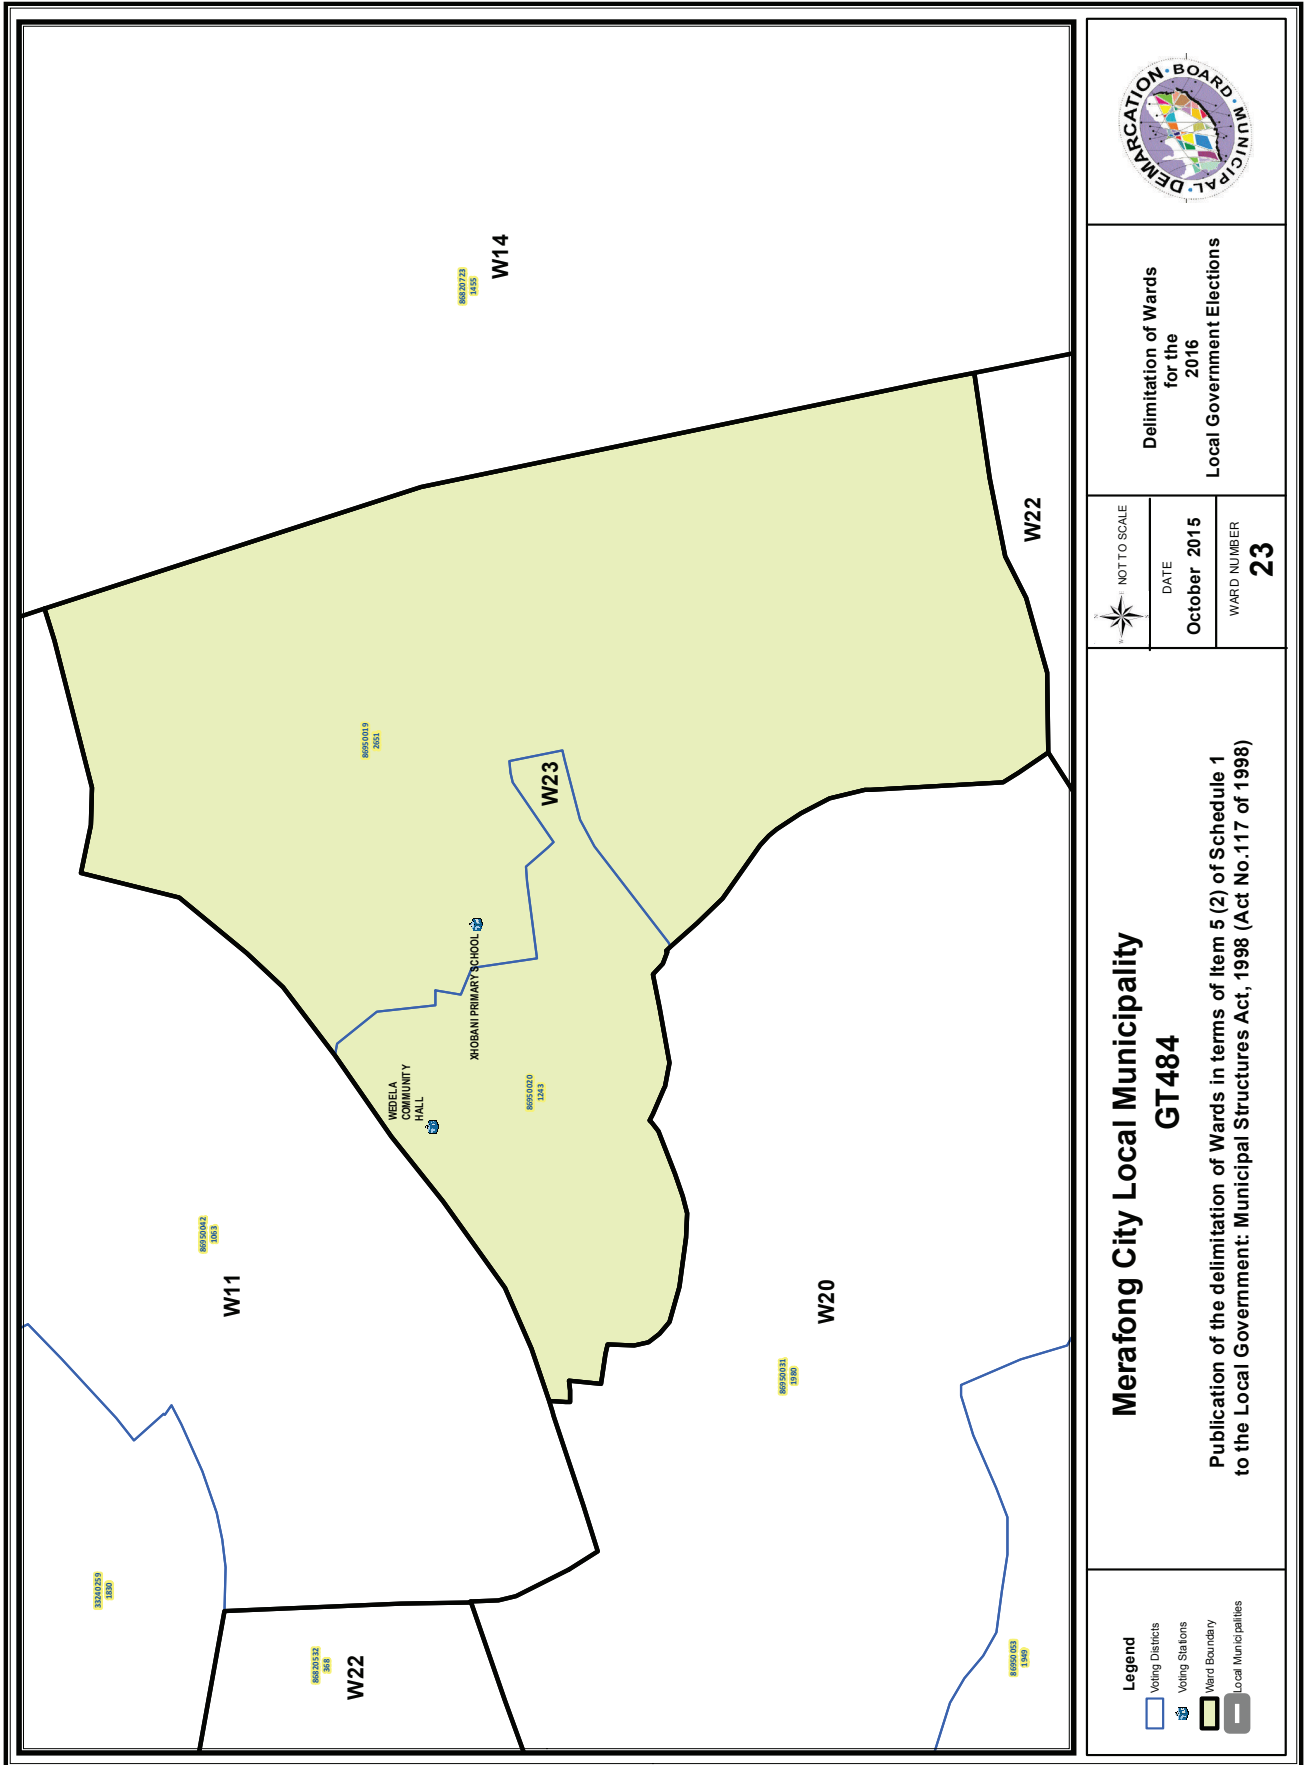 33240259
1830
86950042
1063
W11
86820532
368
W22
86950019
2651
WEDELA
COMMUNITY
HALL
XHOBANI PRIMARY SCHOOL
86820723
1455
W14
86950020
1243
W23
86950031
1980
W20
86950053
1949
W22
Legend
Voting Districts
Voting Stations
Ward Boundary
Local Municipalities
Merafong City Local Municipality
GT484
Publication of the delimitation of Wards in terms of Item 5 (2) of Schedule 1
to the Local Government: Municipal Structures Act, 1998 (Act No.117 of 1998)
N
W
E
S
NOT TO SCALE
DATE
October 2015
WARD NUMBER
23
Delimitation of Wards
for the
2016
Local Government Elections
MUNICIPAL · DEMARCATION · BOARD ·